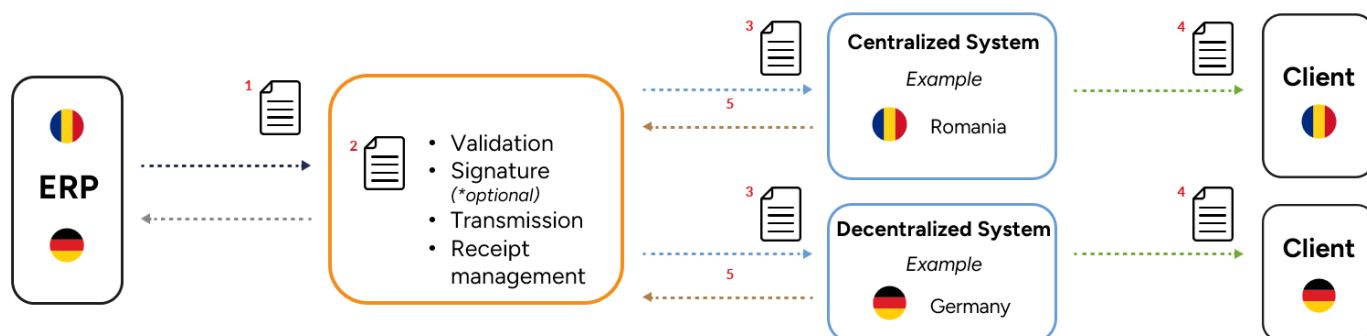 ERP
1
2
• Validation
• Signature
(*optional)
• Transmission
• Receipt
management
3
5
Centralized System
Example
Romania
4
Client
3
5
Decentralized System
Example
Germany
4
Client